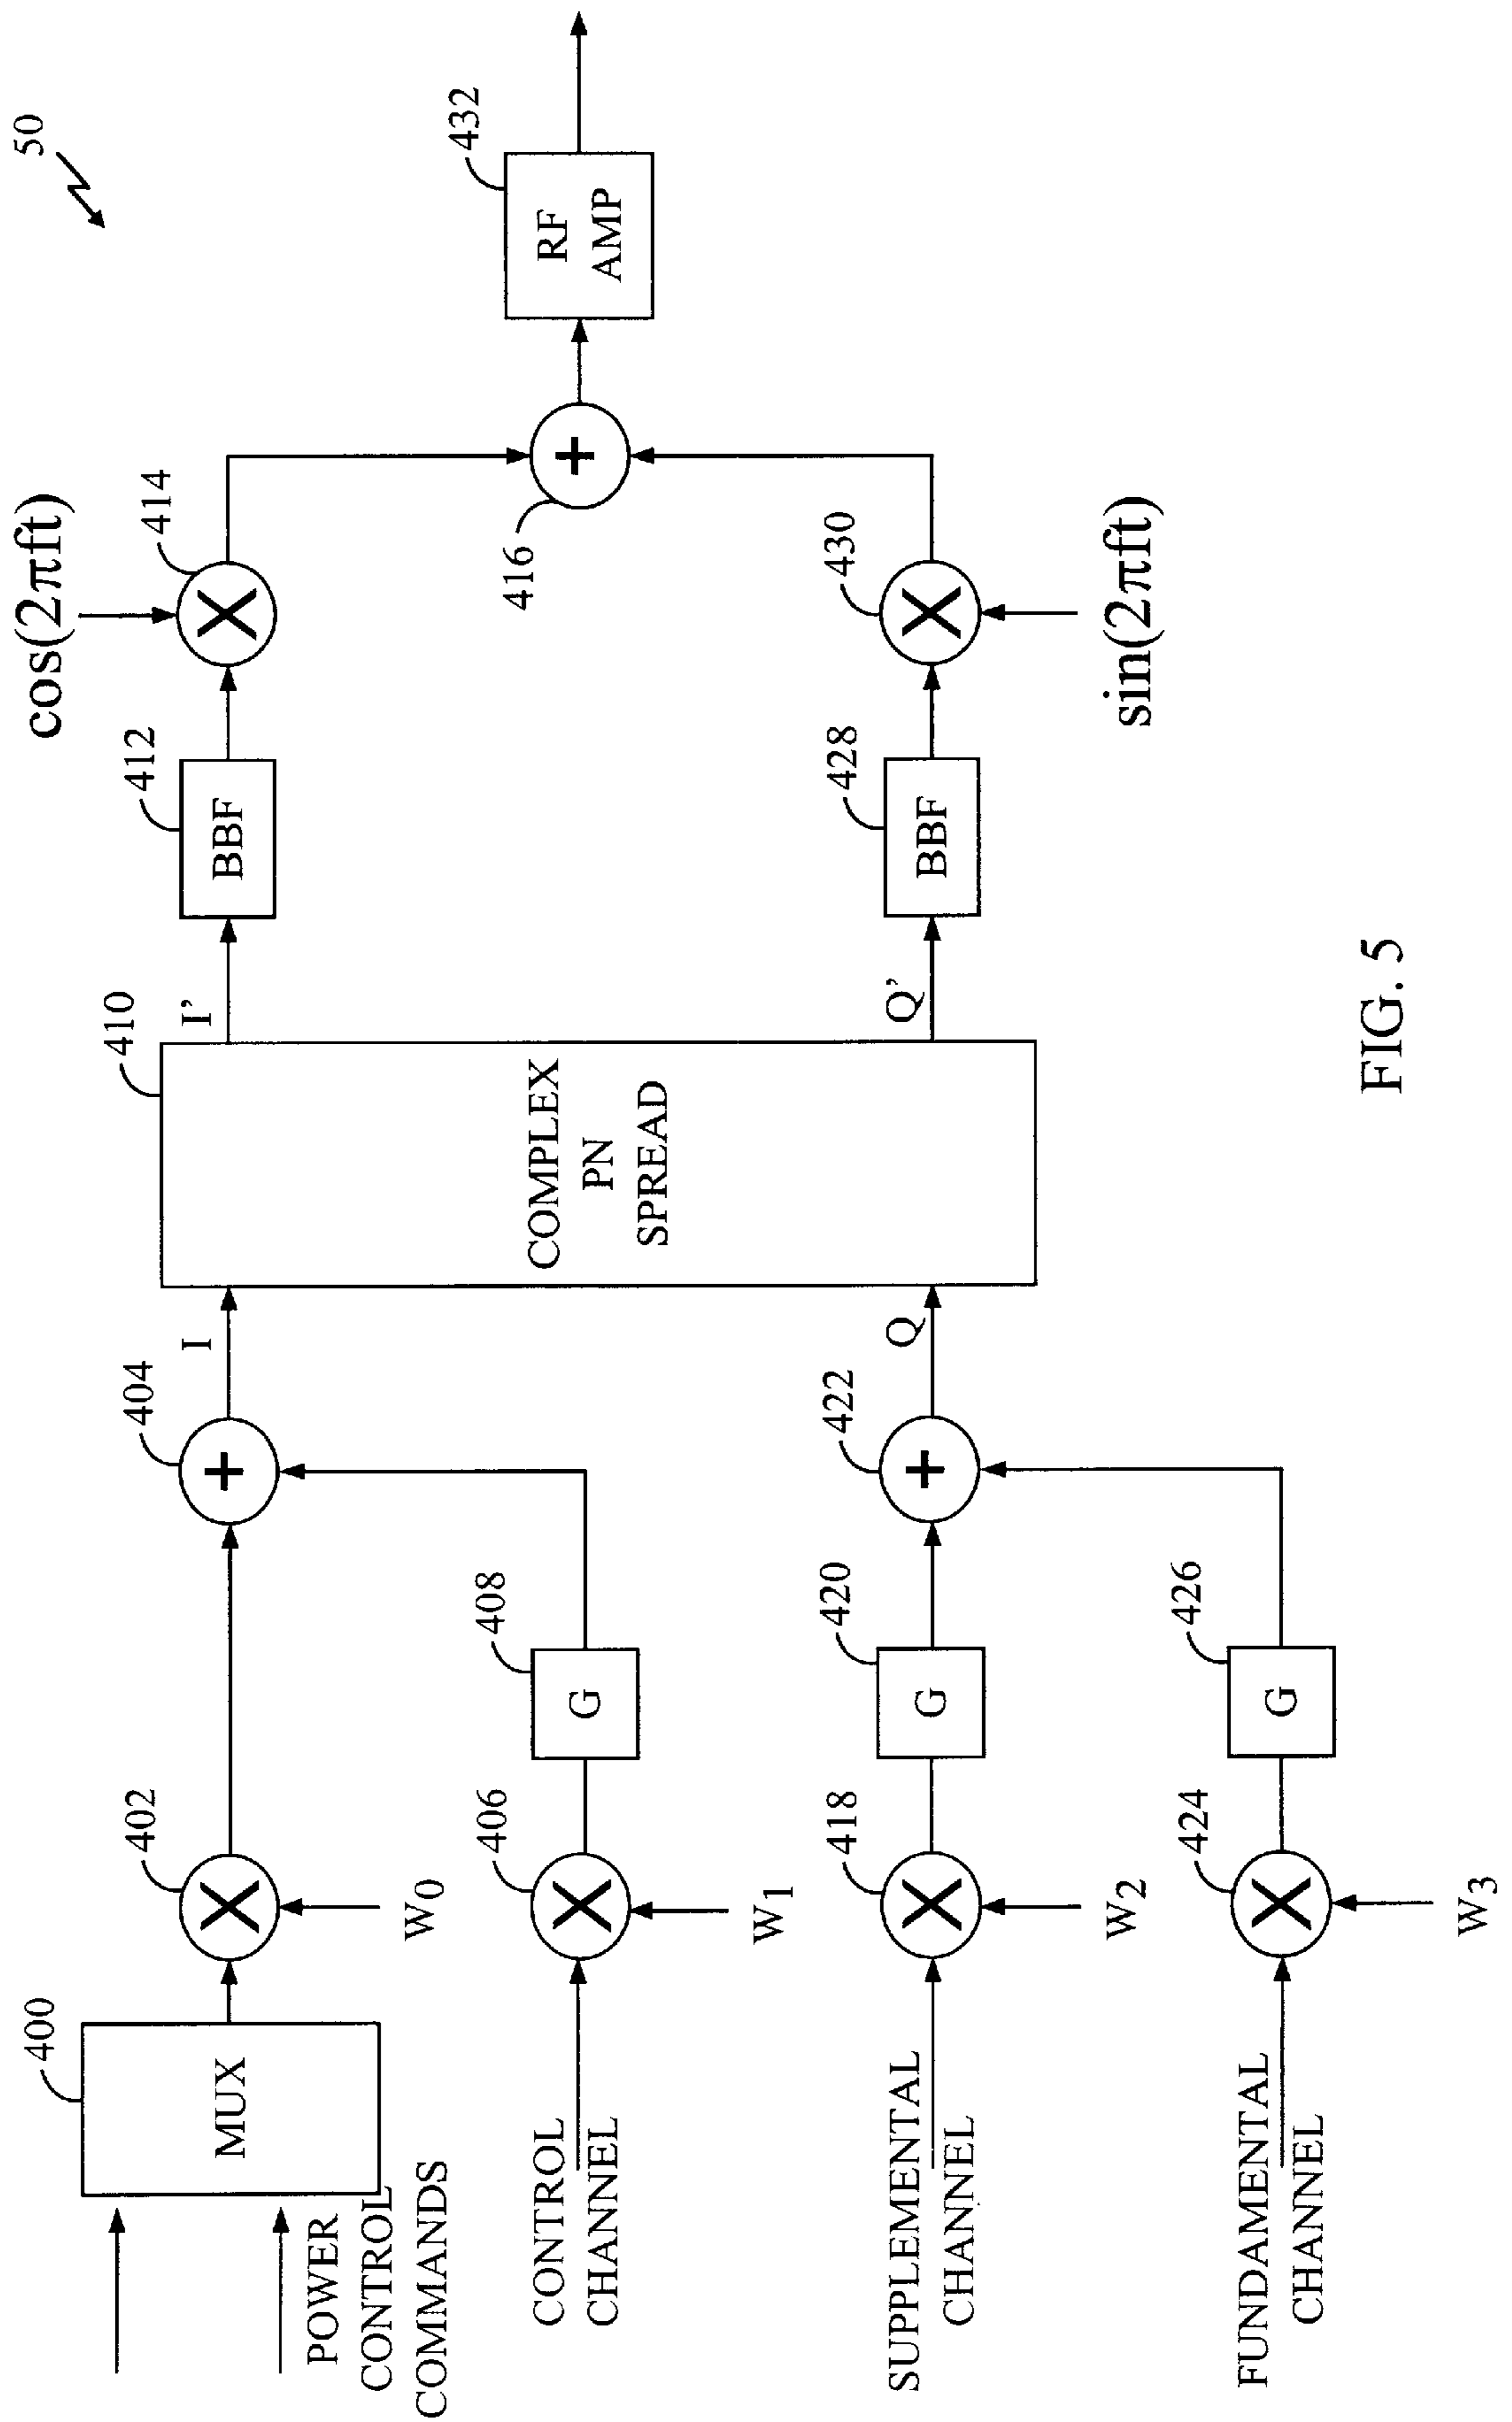 50
cos(2πft)
400
402
404
410
412
414
MUX
X
+
I
I’
BBF
X
W0
POWER
CONTROL
COMMANDS
406
408
416
432
CONTROL
CHANNEL
X
G
COMPLEX
PN
SPREAD
+
RF
AMP
W1
418
420
422
428
430
SUPPLEMENTAL
CHANNEL
X
G
+
Q
Q’
BBF
X
W2
sin(2πft)
424
426
FUNDAMENTAL
CHANNEL
X
G
W3
FIG. 5